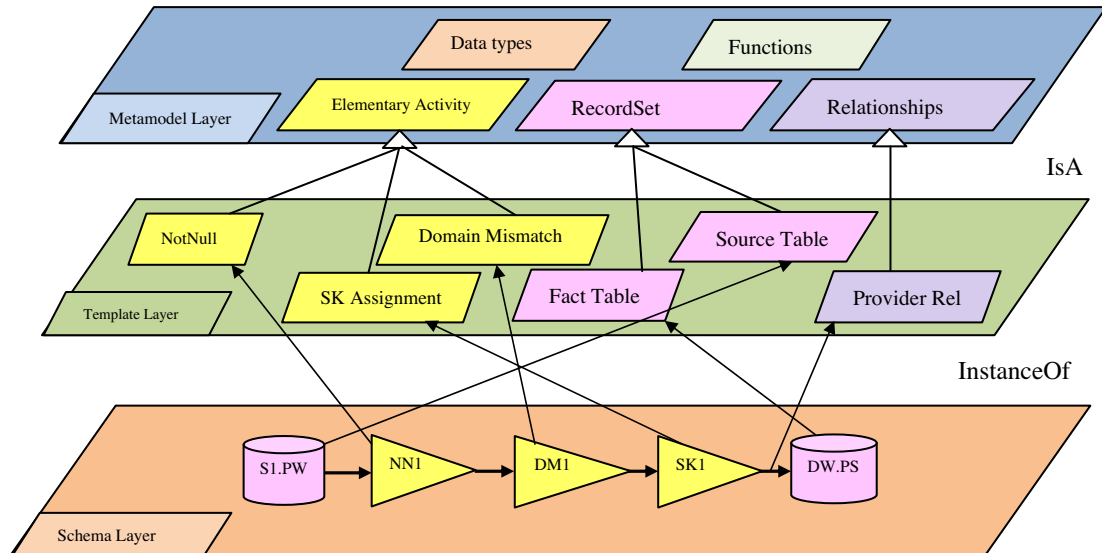 Data types
Functions
Elementary Activity
RecordSet
Relationships
Metamodel Layer
IsA
NotNull
Domain Mismatch
Source Table
SK Assignment
Fact Table
Provider Rel
Template Layer
InstanceOf
S1.PW
NN1
DM1
SK1
DW.PS
Schema Layer